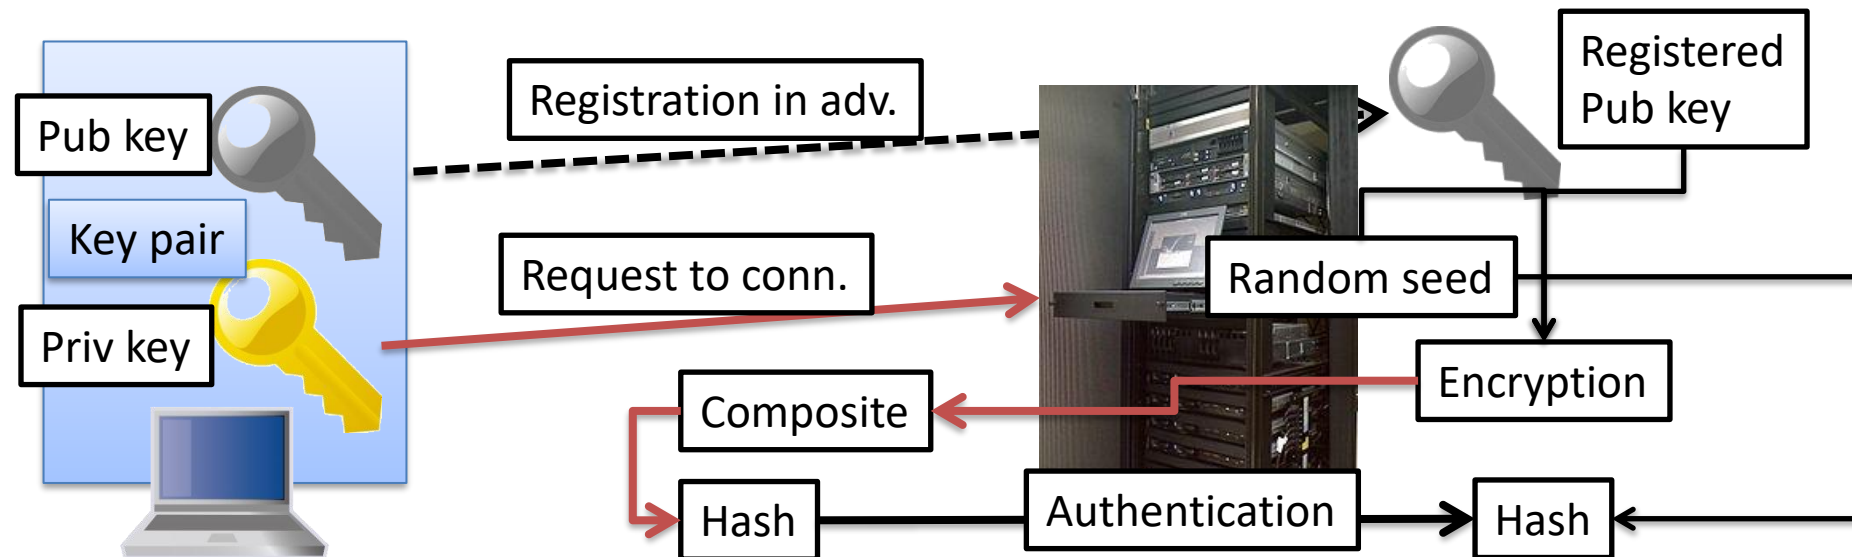 Pub key
Key pair
Priv key
Registration in adv.
Request to conn.
Registered
Pub key
Random seed
Encryption
Composite
Hash
Authentication
Hash